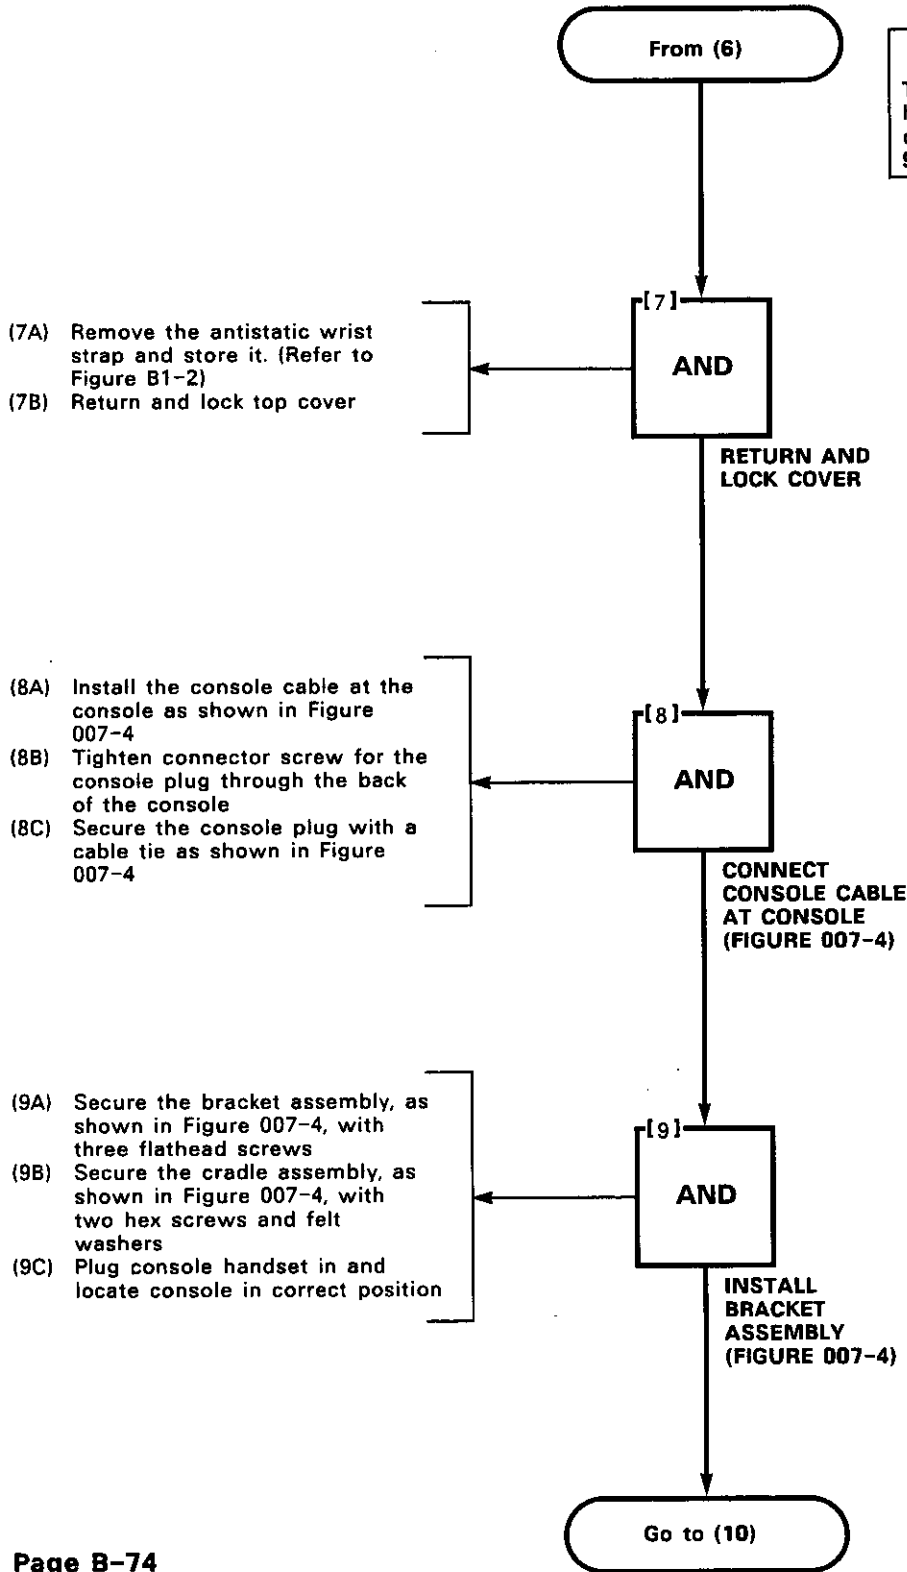 From (6)
(7A) Remove the antistatic wrist
strap and store it. (Refer to
Figure B1-2)
(7B) Return and lock top cover
[7]
AND
RETURN AND
LOCK COVER
(8A) Install the console cable at the
console as shown in Figure
007-4
(8B) Tighten connector screw for the
console plug through the back
of the console
(8C) Secure the console plug with a
cable tie as shown in Figure
007-4
[8]
AND
CONNECT
CONSOLE CABLE
AT CONSOLE
(FIGURE 007-4)
(9A) Secure the bracket assembly, as
shown in Figure 007-4, with
three flathead screws
(9B) Secure the cradle assembly, as
shown in Figure 007-4, with
two hex screws and felt
washers
(9C) Plug console handset in and
locate console in correct position
[9]
AND
INSTALL
BRACKET
ASSEMBLY
(FIGURE 007-4)
Go to (10)
Page B-74